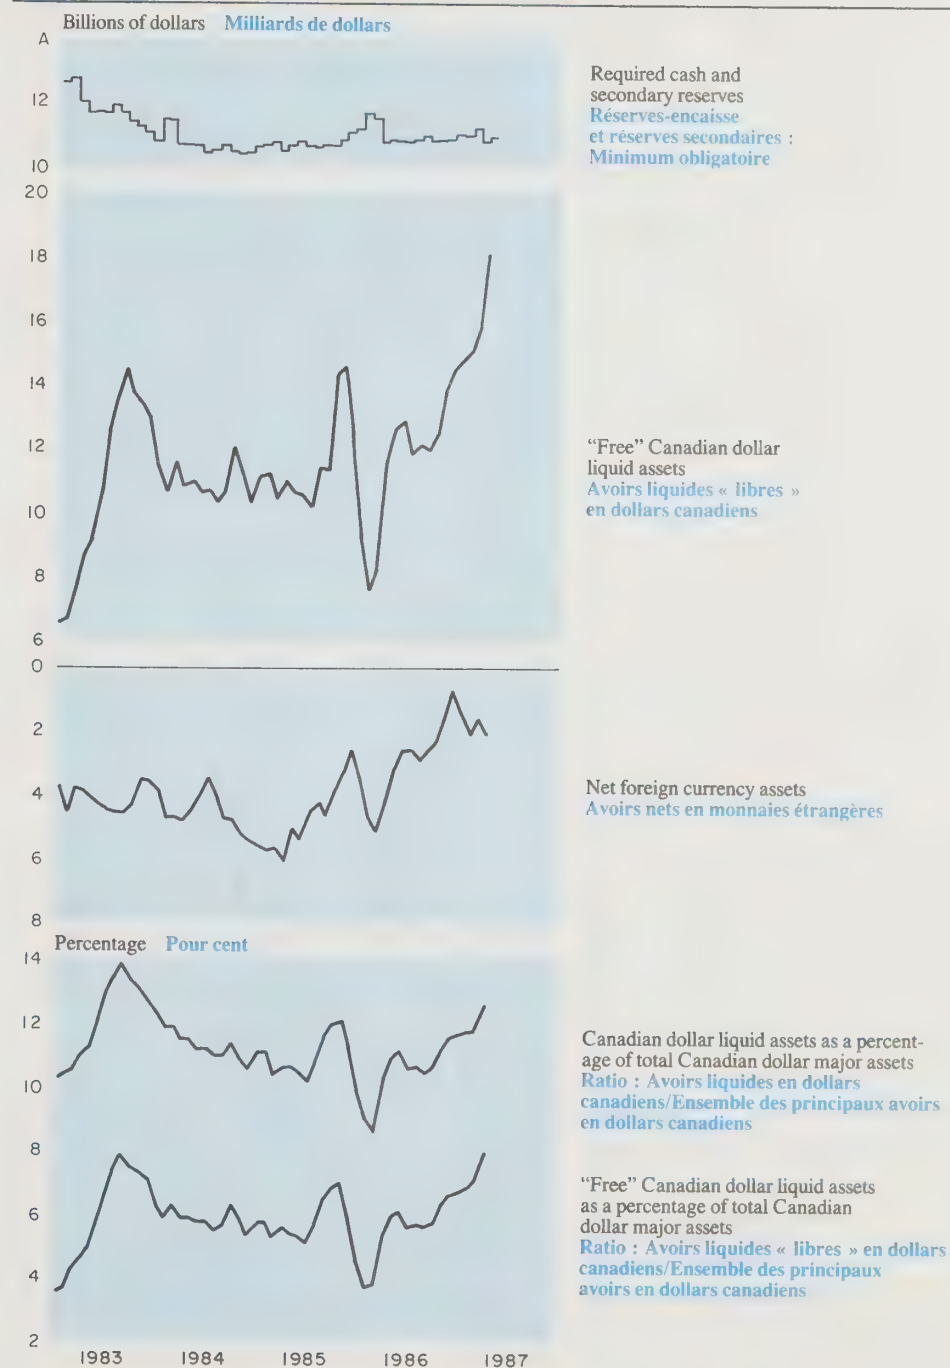 Billions of dollars Milliards de dollars
A
12
10
Required cash and
secondary reserves
Réserves-encaisse
et réserves secondaires :
Minimum obligatoire
20
18
16
14
12
10
8
6
"Free" Canadian dollar
liquid assets
Avoirs liquides « libres »
en dollars canadiens
0
2
4
6
8
Net foreign currency assets
Avoirs nets en monnaies étrangères
Percentage Pour cent
14
12
10
8
6
4
2
Canadian dollar liquid assets as a percent-
age of total Canadian dollar major assets
Ratio : Avoirs liquides en dollars
canadiens/Ensemble des principaux avoirs
en dollars canadiens
"Free" Canadian dollar liquid assets
as a percentage of total Canadian
dollar major assets
Ratio : Avoirs liquides « libres » en dollars
canadiens/Ensemble des principaux
avoirs en dollars canadiens
1983 1984 1985 1986 1987